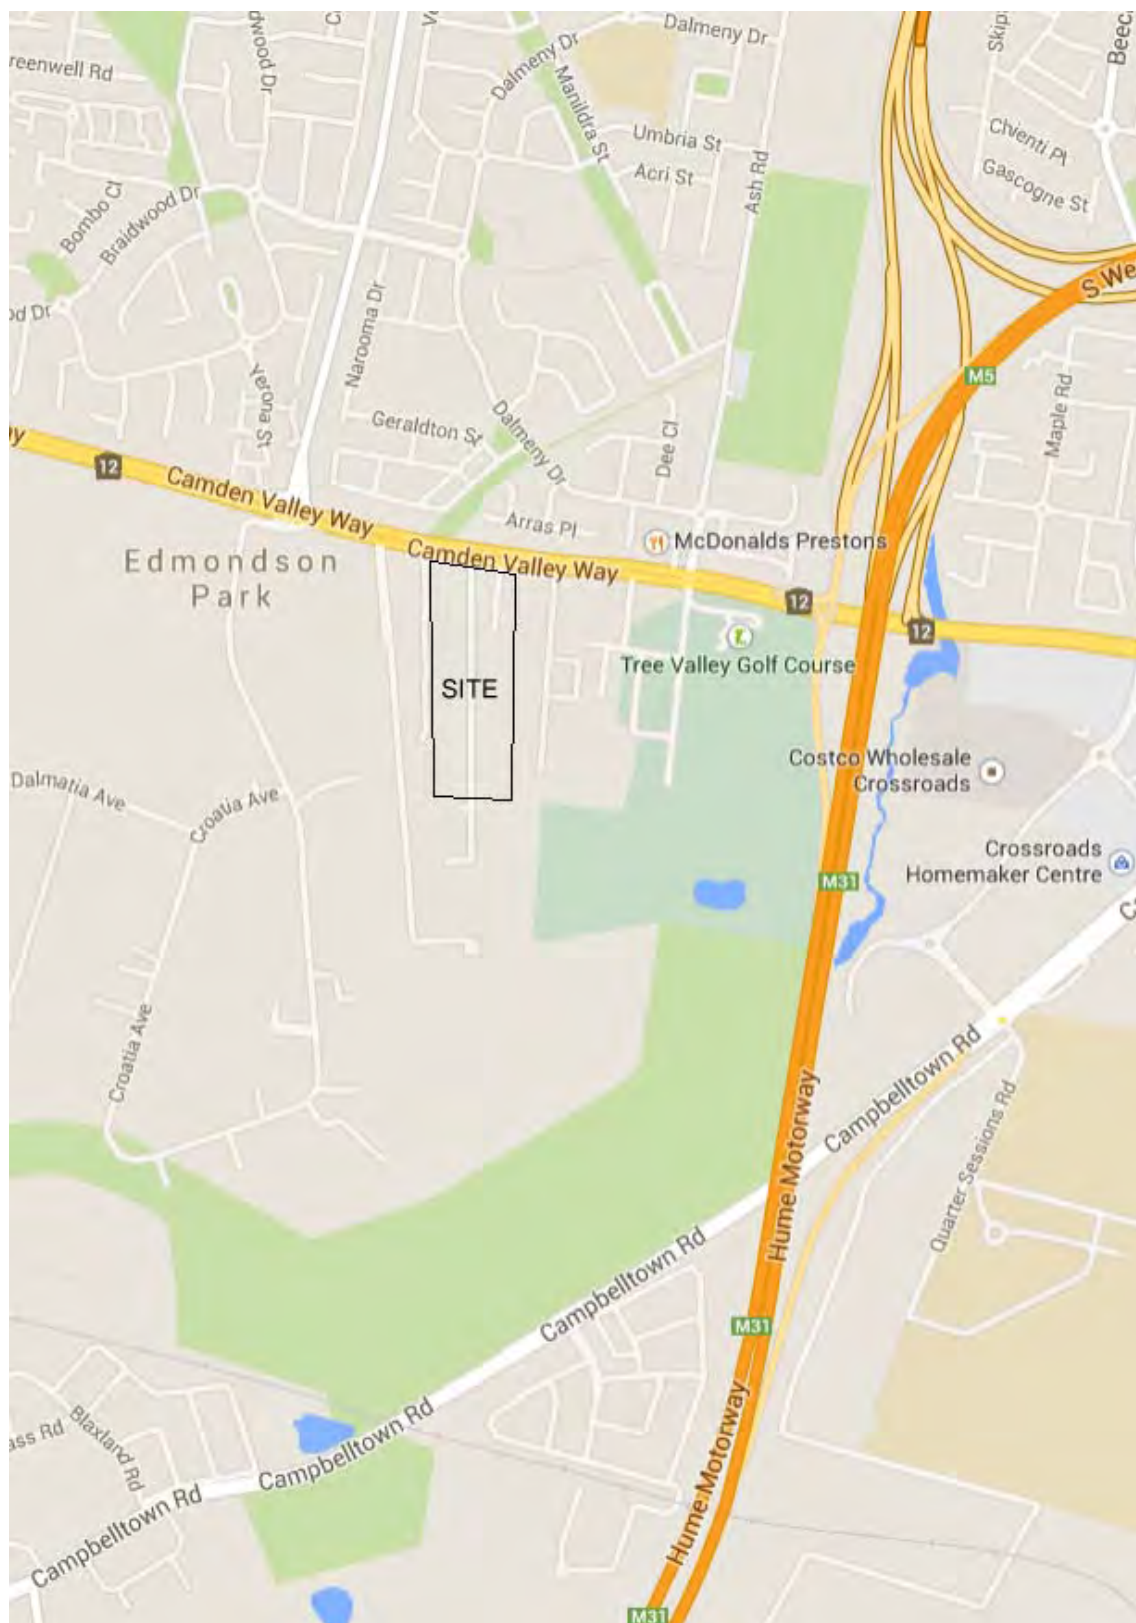 Dalmeny Dr
Dalmeny Dr
Manildra St
Umbria St
Acri St
Ash Rd
Chienti Pl
Gascogne St
Bombo Cl
Braidwood Dr
Narooma Dr
S We
M5
Maple Rd
Verona St
Geraldton St
Dalmeny Dr
Dee Cl
12
Camden Valley Way
Arras Pl
McDonalds Prestons
Camden Valley Way
Edmondson
Park
12
12
Tree Valley Golf Course
SITE
Costco Wholesale
Crossroads
Dalmatia Ave
Croatia Ave
Crossroads
Homemaker Centre
M31
Croatia Ave
Campbelltown Rd
Hume Motorway
Quarter Sessions Rd
Campbelltown Rd
M31
Blaxland Rd
Campbelltown Rd
Hume Motorway
Campbelltown Rd
M31